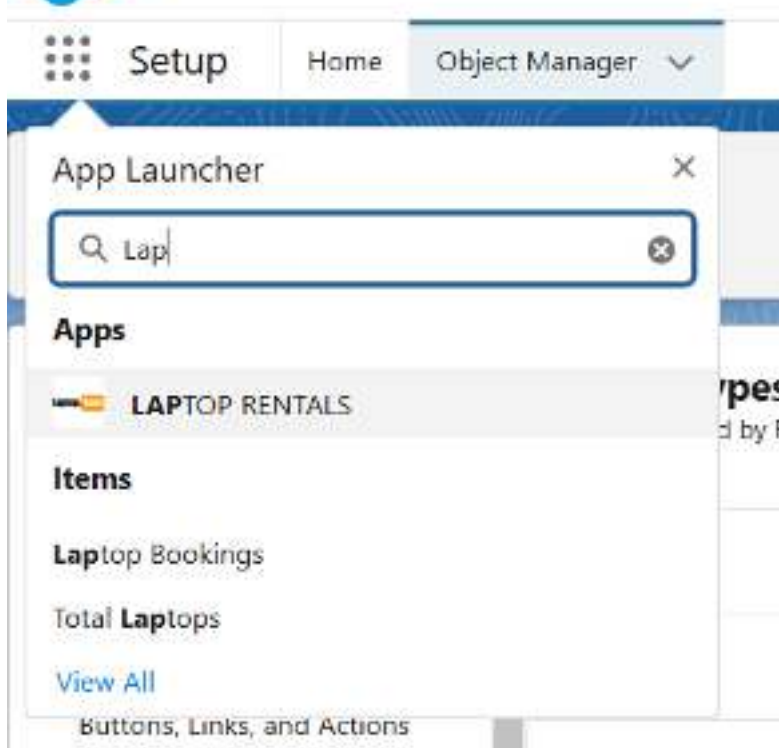 Setup Home Object Manager
App Launcher
Lap
Apps
LAPTOP RENTALS
Items
Laptop Bookings
Total Laptops
View All
Buttons, Links, and Actions